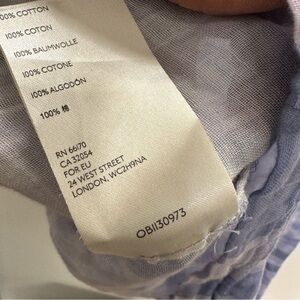 100% COTTON
100% COTON
100% BAUMWOLLE
100% COTONE
100% ALGODÓN
100% 棉
RN 66170
CA 32054
FOR EU
24 WEST STREET
LONDON, WC2H9NA
OB1130973